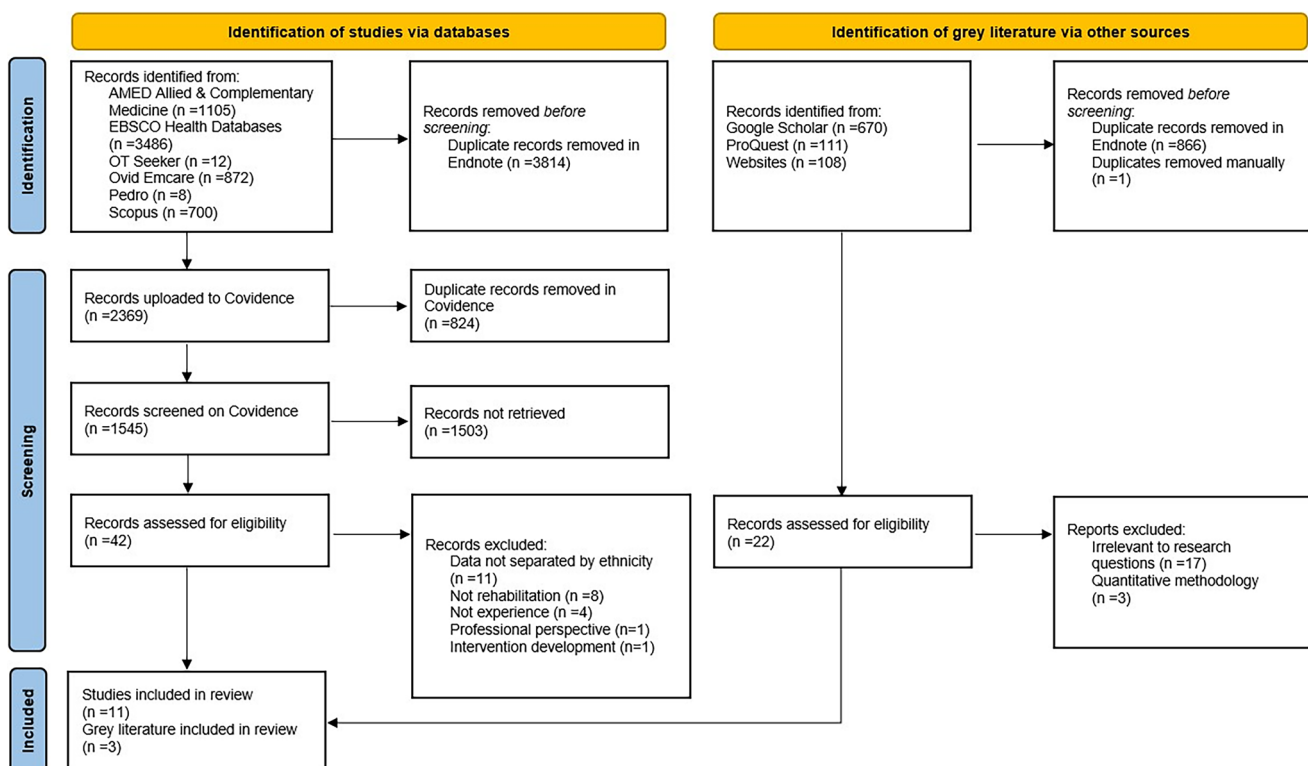 Identification of studies via databases
Identification of grey literature via other sources
Identification
Records identified from:
AMED Allied & Complementary
Medicine (n =1105)
EBSCO Health Databases
(n =3486)
OT Seeker (n =12)
Ovid Emcare (n =872)
Pedro (n =8)
Scopus (n =700)
Records removed before
screening:
Duplicate records removed in
Endnote (n =3814)
Records identified from:
Google Scholar (n =670)
ProQuest (n =111)
Websites (n =108)
Records removed before
screening:
Duplicate records removed in
Endnote (n =866)
Duplicates removed manually
(n =1)
Screening
Records uploaded to Covidence
(n =2369)
Duplicate records removed in
Covidence
(n =824)
Records screened on Covidence
(n =1545)
Records not retrieved
(n =1503)
Records assessed for eligibility
(n =42)
Records excluded:
Data not separated by ethnicity
(n =11)
Not rehabilitation (n =8)
Not experience (n =4)
Professional perspective (n=1)
Intervention development (n=1)
Records assessed for eligibility
(n =22)
Reports excluded:
Irrelevant to research
questions (n =17)
Quantitative methodology
(n =3)
Included
Studies included in review
(n =11)
Grey literature included in review
(n =3)